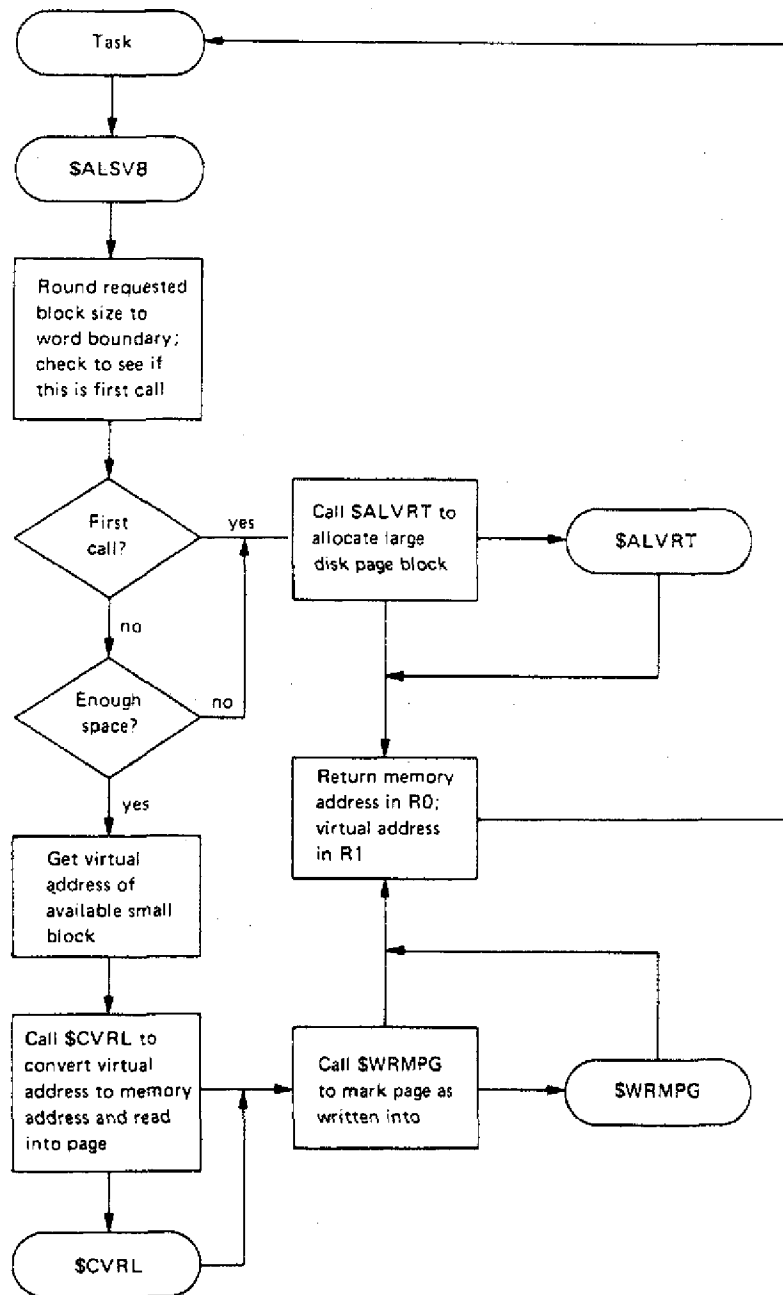 Task
$ALSVB
Round requested
block size to
word boundary;
check to see if
this is first call
First
call?
yes
Call $ALVRT to
allocate large
disk page block
$ALVRT
no
Enough
space?
no
yes
Return memory
address in R0;
virtual address
in R1
Get virtual
address of
available small
block
Call $CVRL to
convert virtual
address to memory
address and read
into page
Call $WRMPG
to mark page as
written into
$WRMPG
$CVRL